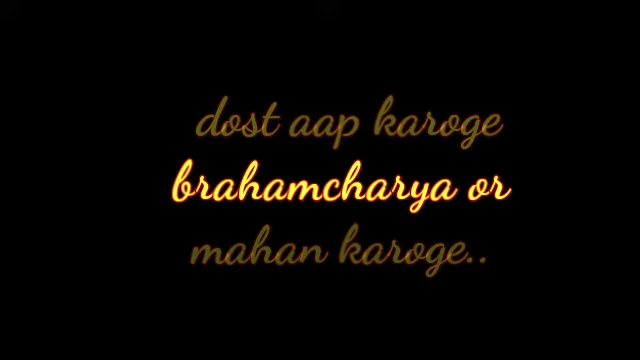 dost aap karoge
brahamcharya or
mahan karoge..